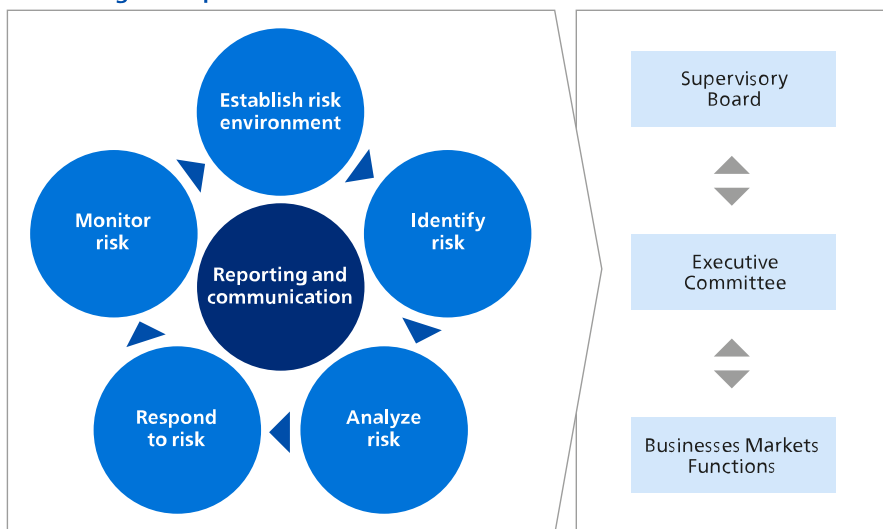 Establish risk
environment
Monitor
risk
Identify
risk
Reporting and
communication
Respond
to risk
Analyze
risk
Supervisory
Board
Executive
Committee
Businesses Markets
Functions